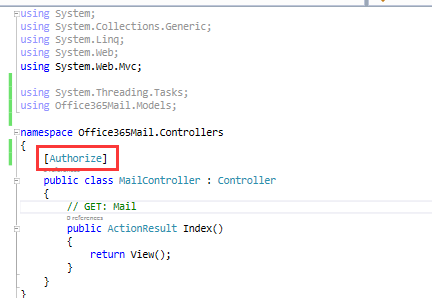 using System;
using System.Collections.Generic;
using System.Linq;
using System.Web;
using System.Web.Mvc;
using System.Threading.Tasks;
using Office365Mail.Models;
namespace Office365Mail.Controllers
{
[Authorize]
public class MailController : Controller
{
// GET: Mail
0 references
public ActionResult Index()
{
return View();
}
}
}